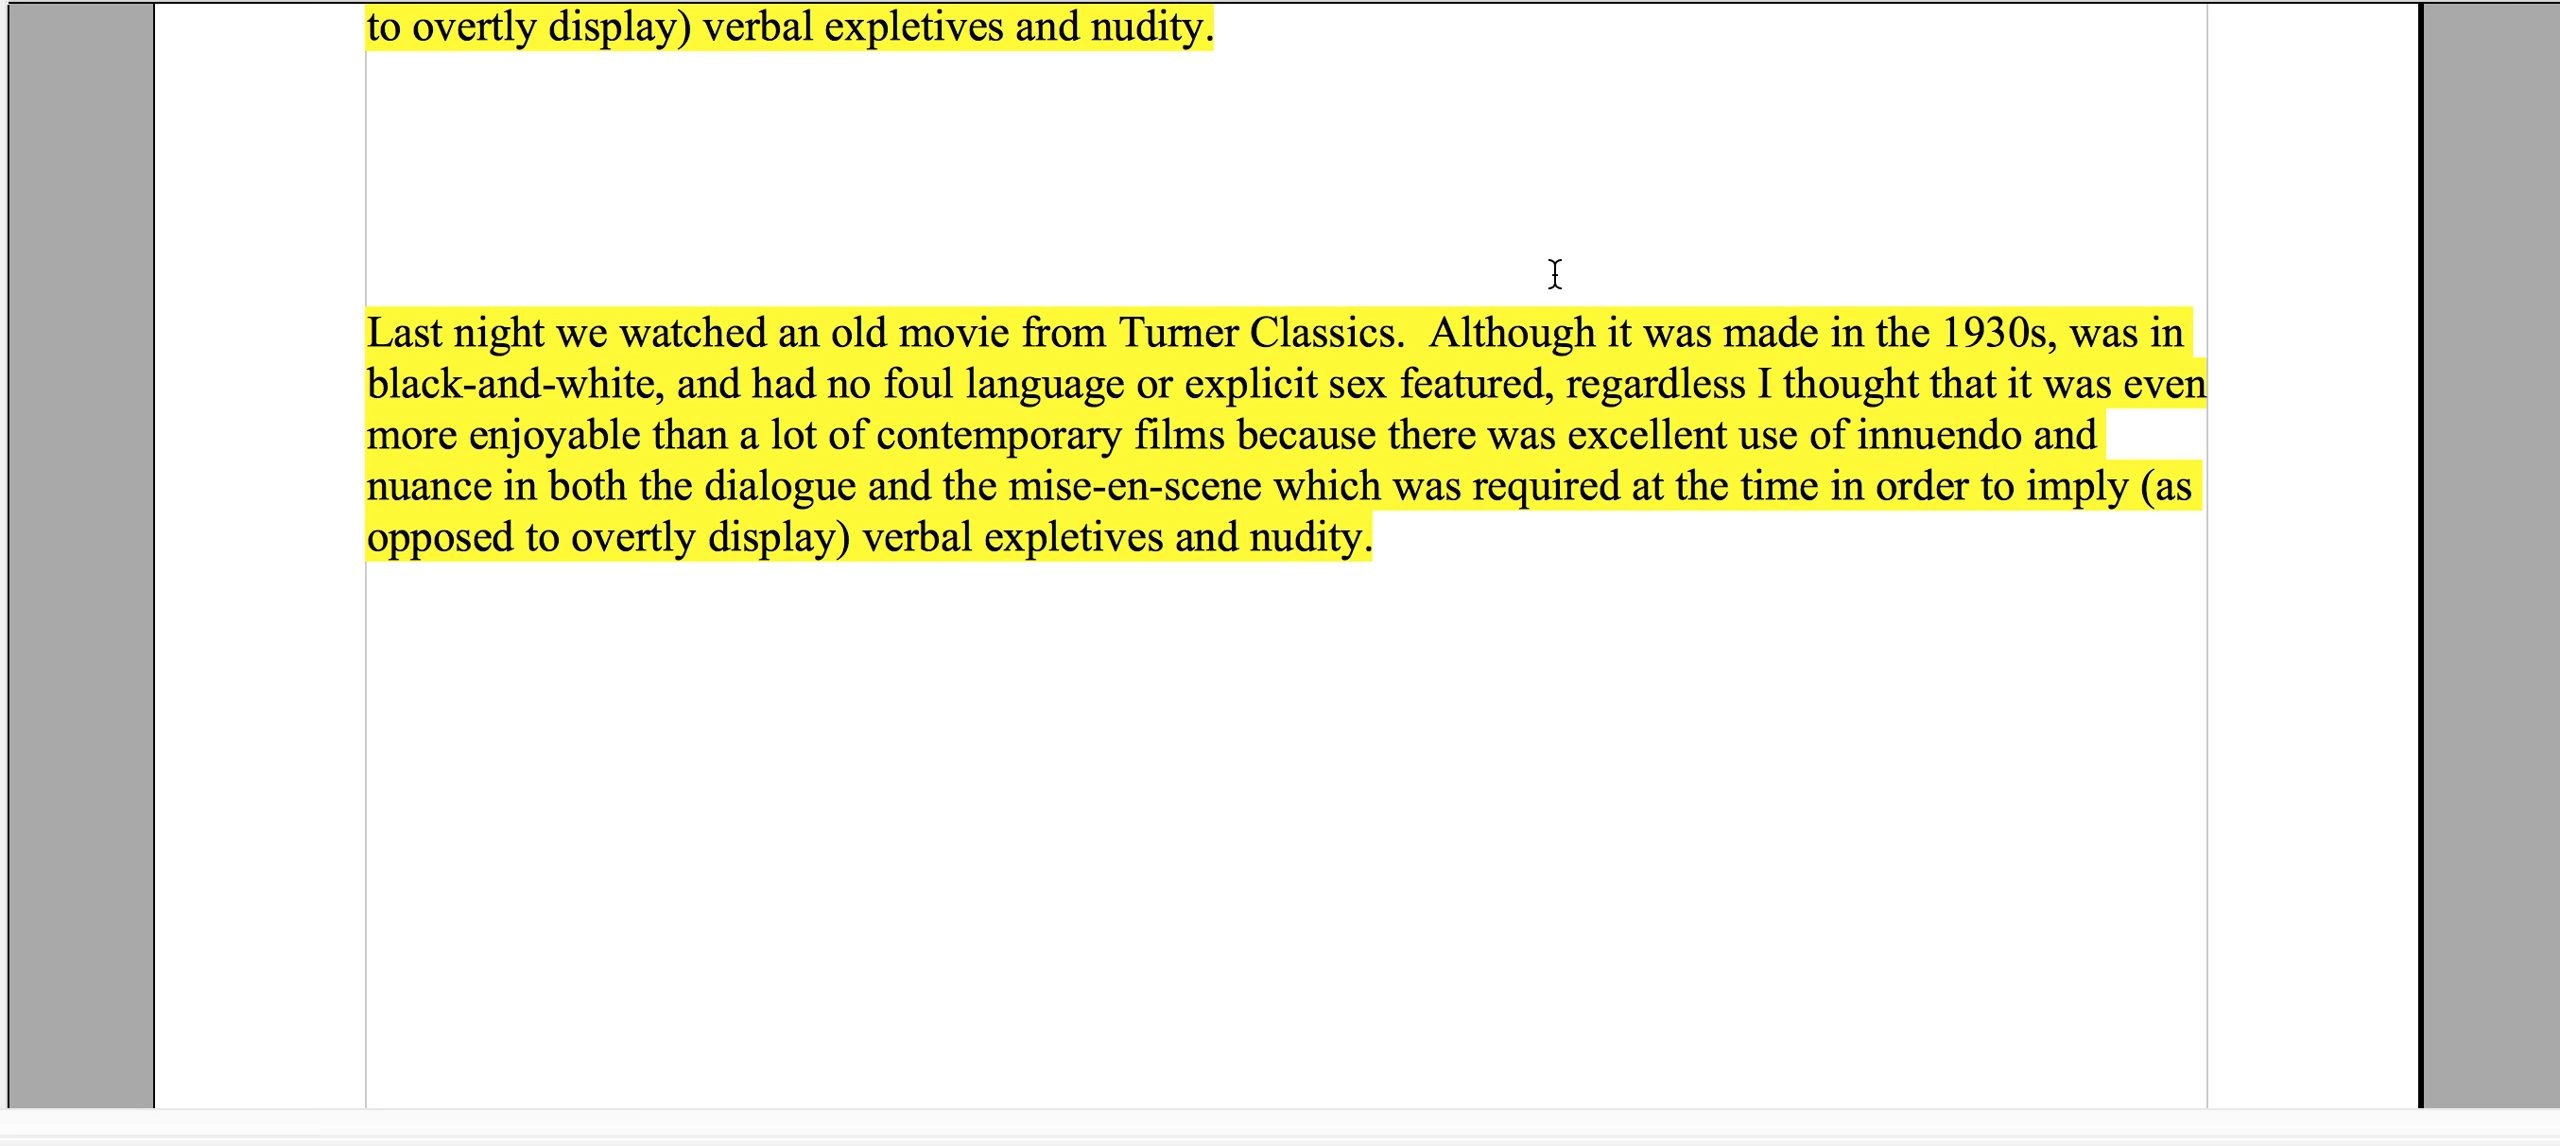 to overtly display) verbal expletives and nudity.
Last night we watched an old movie from Turner Classics.  Although it was made in the 1930s, was in
black-and-white, and had no foul language or explicit sex featured, regardless I thought that it was even
more enjoyable than a lot of contemporary films because there was excellent use of innuendo and
nuance in both the dialogue and the mise-en-scene which was required at the time in order to imply (as
opposed to overtly display) verbal expletives and nudity.